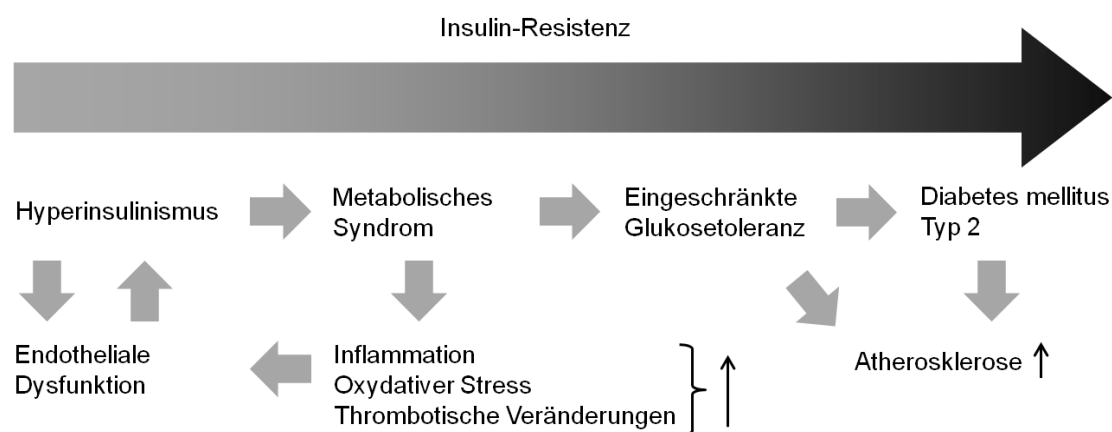 Insulin-Resistenz
Hyperinsulinismus
Metabolisches
Syndrom
Eingeschränkte
Glukosetoleranz
Diabetes mellitus
Typ 2
Endotheliale
Dysfunktion
Inflammation
Oxydativer Stress
Thrombotische Veränderungen
Atherosklerose